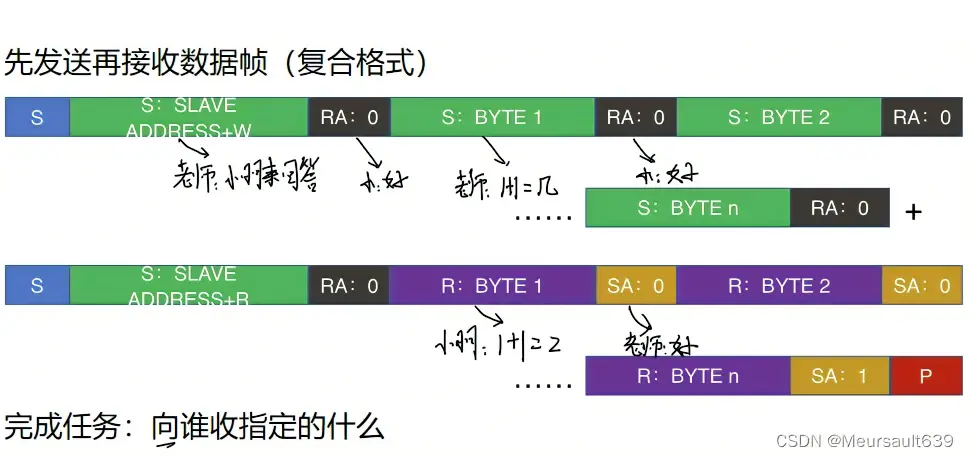 先发送再接收数据帧（复合格式）
S S：SLAVE ADDRESS+W RA：0 S：BYTE 1 RA：0 S：BYTE 2 RA：0
老师:小明来回答 小:好 老师:1+1=几 小:好
…… S：BYTE n RA：0 +
S S：SLAVE ADDRESS+R RA：0 R：BYTE 1 SA：0 R：BYTE 2 SA：0
小明:1+1=2 老师:好
…… R：BYTE n SA：1 P
完成任务：向谁收指定的什么
CSDN @Meursault639